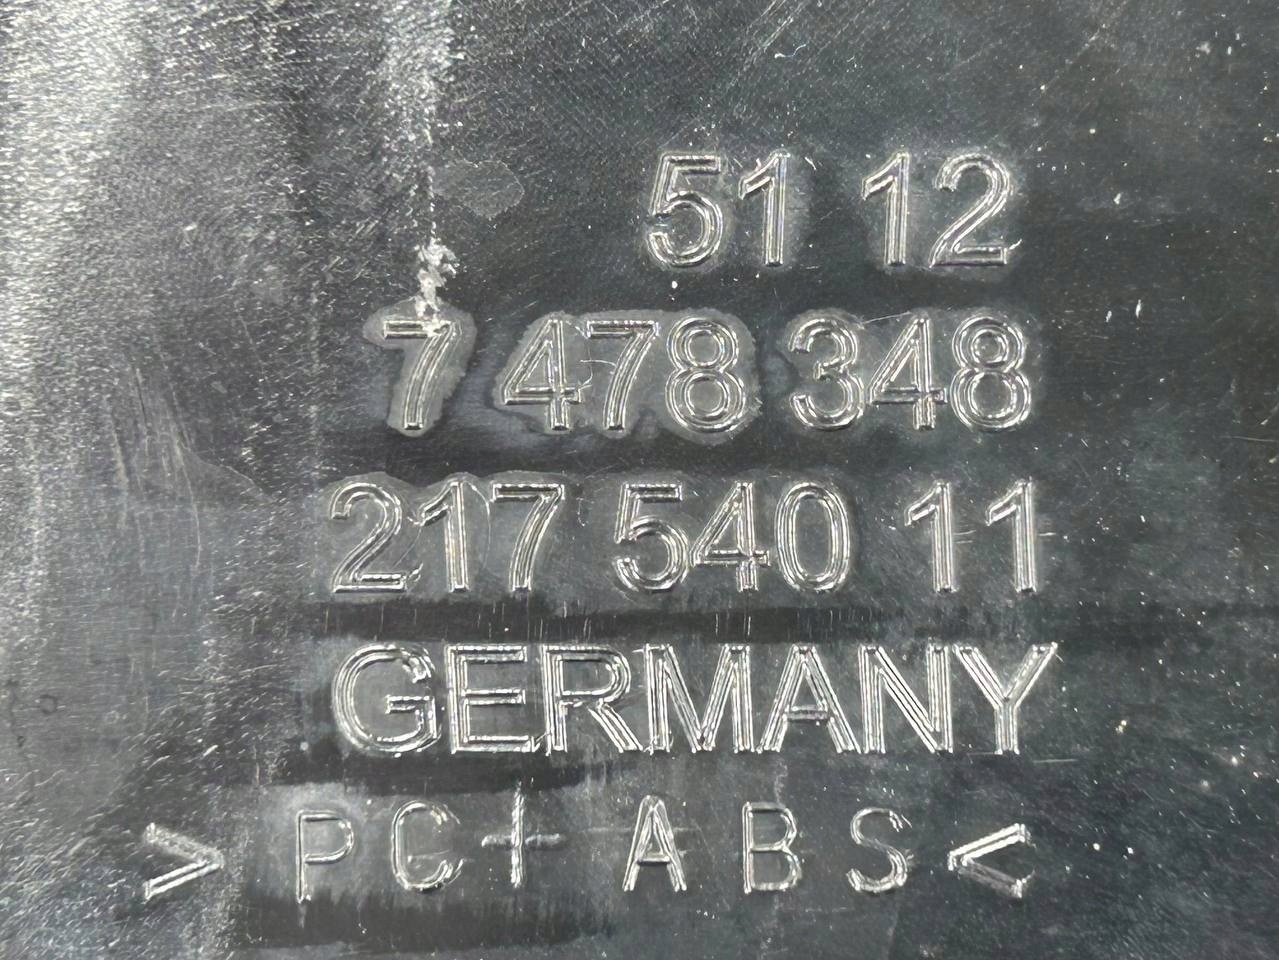 51 12
7 478 348
217 540 11
GERMANY
>PC+ABS<